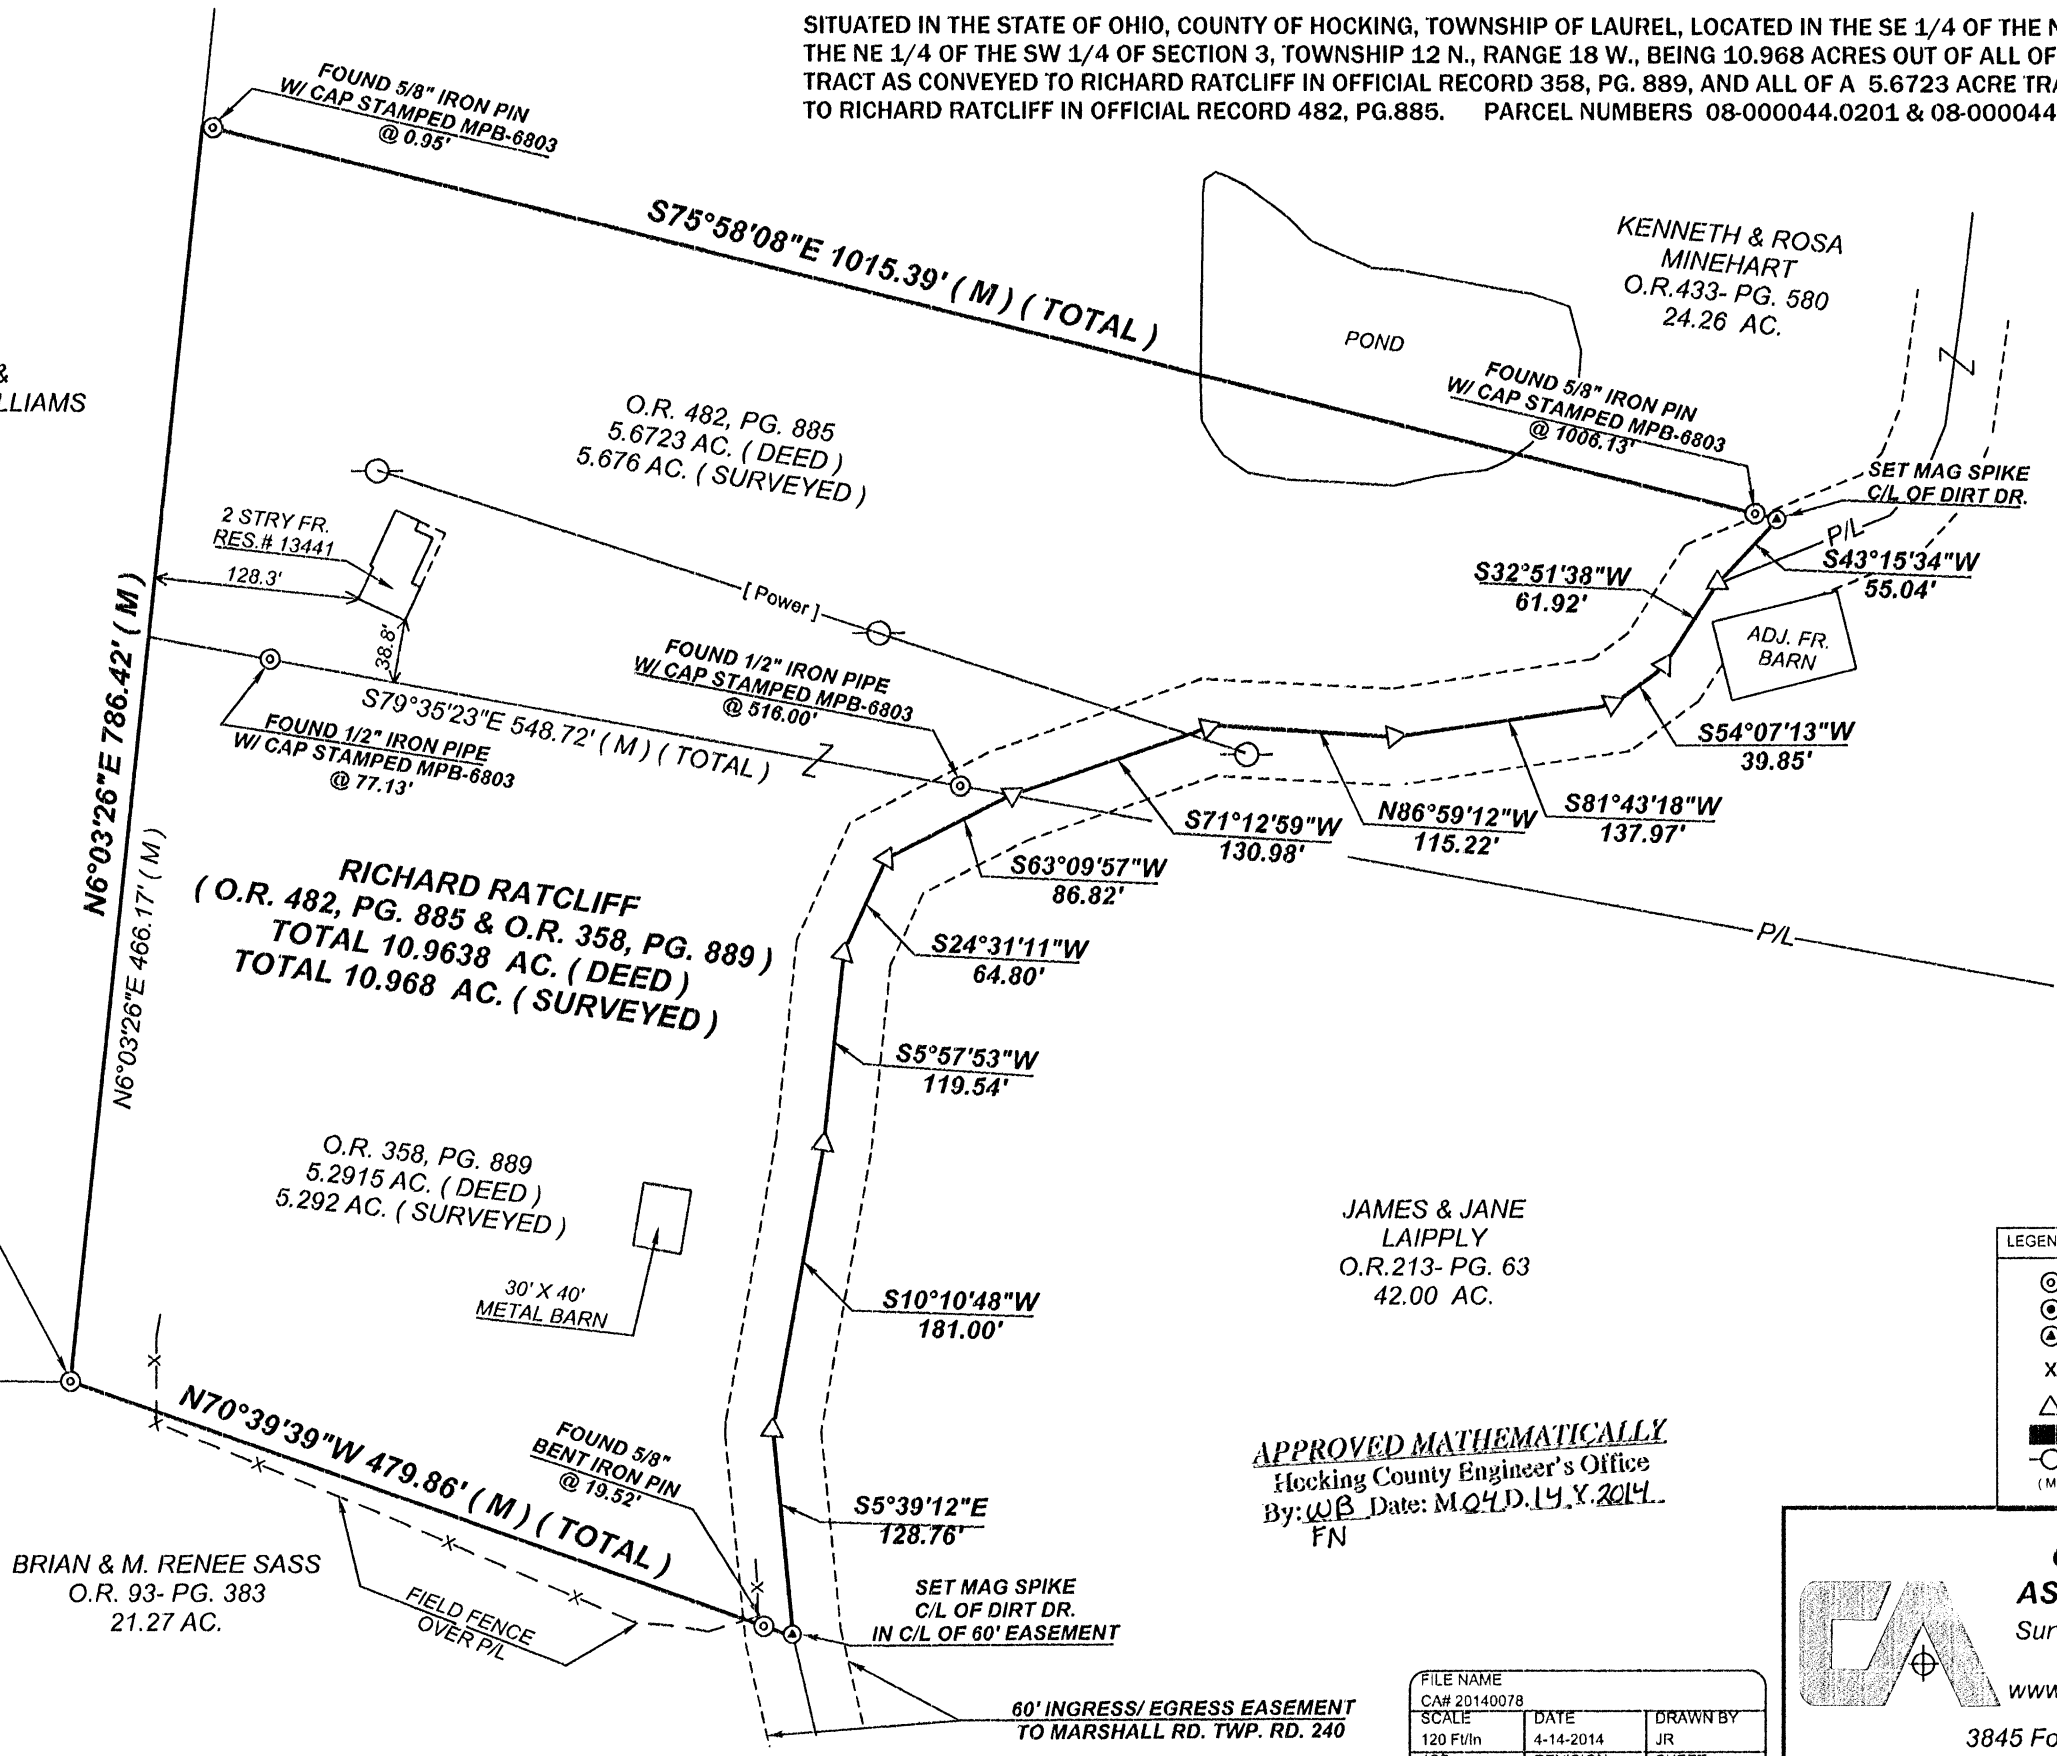 SITUATED IN THE STATE OF OHIO, COUNTY OF HOCKING, TOWNSHIP OF LAUREL, LOCATED IN THE SE 1/4 OF THE
THE NE 1/4 OF THE SW 1/4 OF SECTION 3, TOWNSHIP 12 N., RANGE 18 W., BEING 10.968 ACRES OUT OF ALL OF
TRACT AS CONVEYED TO RICHARD RATCLIFF IN OFFICIAL RECORD 358, PG. 889, AND ALL OF A 5.6723 ACRE
TO RICHARD RATCLIFF IN OFFICIAL RECORD 482, PG.885. PARCEL NUMBERS 08-000044.0201 & 08-000044
FOUND 5/8" IRON PIN
W/ CAP STAMPED MPB-6803
@ 0.95'
S75°58'08"E 1015.39' ( M ) ( TOTAL )
KENNETH & ROSA
MINEHART
O.R.433- PG. 580
24.26 AC.
POND
FOUND 5/8" IRON PIN
W/ CAP STAMPED MPB-6803
@ 1006.13'
SET MAG SPIKE
C/L OF DIRT DR.
P/L
&
LLIAMS
O.R. 482, PG. 885
5.6723 AC. ( DEED )
5.676 AC. ( SURVEYED )
2 STRY FR.
RES.# 13441
128.3'
38.8'
[ Power ]
S43°15'34"W
55.04'
S32°51'38"W
61.92'
ADJ. FR.
BARN
S54°07'13"W
39.85'
S81°43'18"W
137.97'
N86°59'12"W
115.22'
S71°12'59"W
130.98'
FOUND 1/2" IRON PIPE
W/ CAP STAMPED MPB-6803
@ 516.00'
S79°35'23"E 548.72' ( M ) ( TOTAL )
FOUND 1/2" IRON PIPE
W/ CAP STAMPED MPB-6803
@ 77.13'
N6°03'26"E 786.42' ( M )
N6°03'26"E 466.17' ( M )
RICHARD RATCLIFF
( O.R. 482, PG. 885 & O.R. 358, PG. 889 )
TOTAL 10.9638 AC. ( DEED )
TOTAL 10.968 AC. ( SURVEYED )
S63°09'57"W
86.82'
S24°31'11"W
64.80'
P/L
S5°57'53"W
119.54'
O.R. 358, PG. 889
5.2915 AC. ( DEED )
5.292 AC. ( SURVEYED )
30' X 40'
METAL BARN
S10°10'48"W
181.00'
JAMES & JANE
LAIPPLY
O.R.213- PG. 63
42.00 AC.
LEGEN
X
( M
N70°39'39"W 479.86' ( M ) ( TOTAL )
FOUND 5/8"
BENT IRON PIN
@ 19.52'
S5°39'12"E
128.76'
APPROVED MATHEMATICALLY
Hocking County Engineer's Office
By: WB Date: M.04 D.14 Y.2014
FN
BRIAN & M. RENEE SASS
O.R. 93- PG. 383
21.27 AC.
FIELD FENCE
OVER P/L
SET MAG SPIKE
C/L OF DIRT DR.
IN C/L OF 60' EASEMENT
60' INGRESS/ EGRESS EASEMENT
TO MARSHALL RD. TWP. RD. 240
FILE NAME
CA# 20140078
SCALE DATE DRAWN BY
120 Ft/In 4-14-2014 JR
CA
AS
Sur
www
3845 Fo